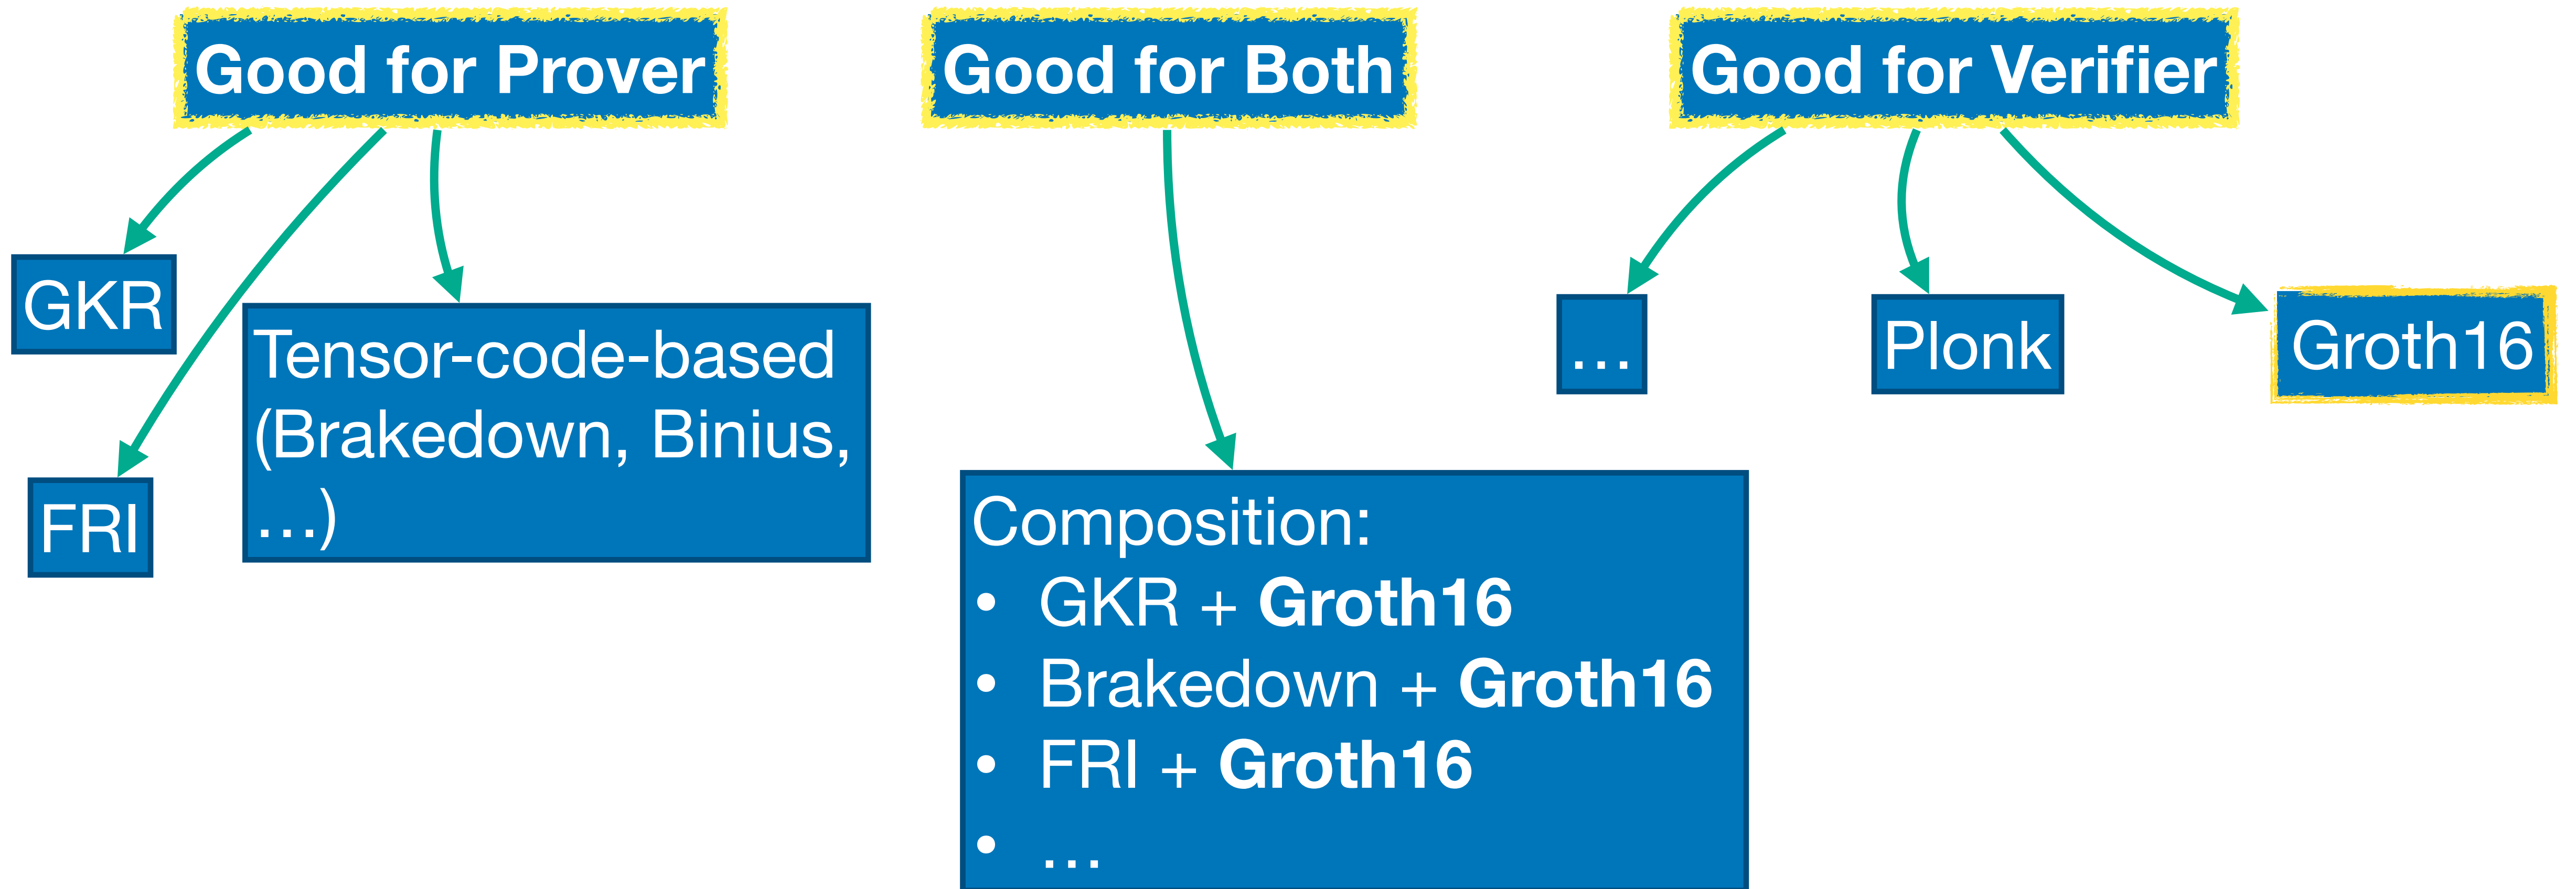 Good for Prover
Good for Both
Good for Verifier
GKR
FRI
Tensor-code-based
(Brakedown, Binius,
…)
Composition:
• GKR + Groth16
• Brakedown + Groth16
• FRI + Groth16
• …
…
Plonk
Groth16